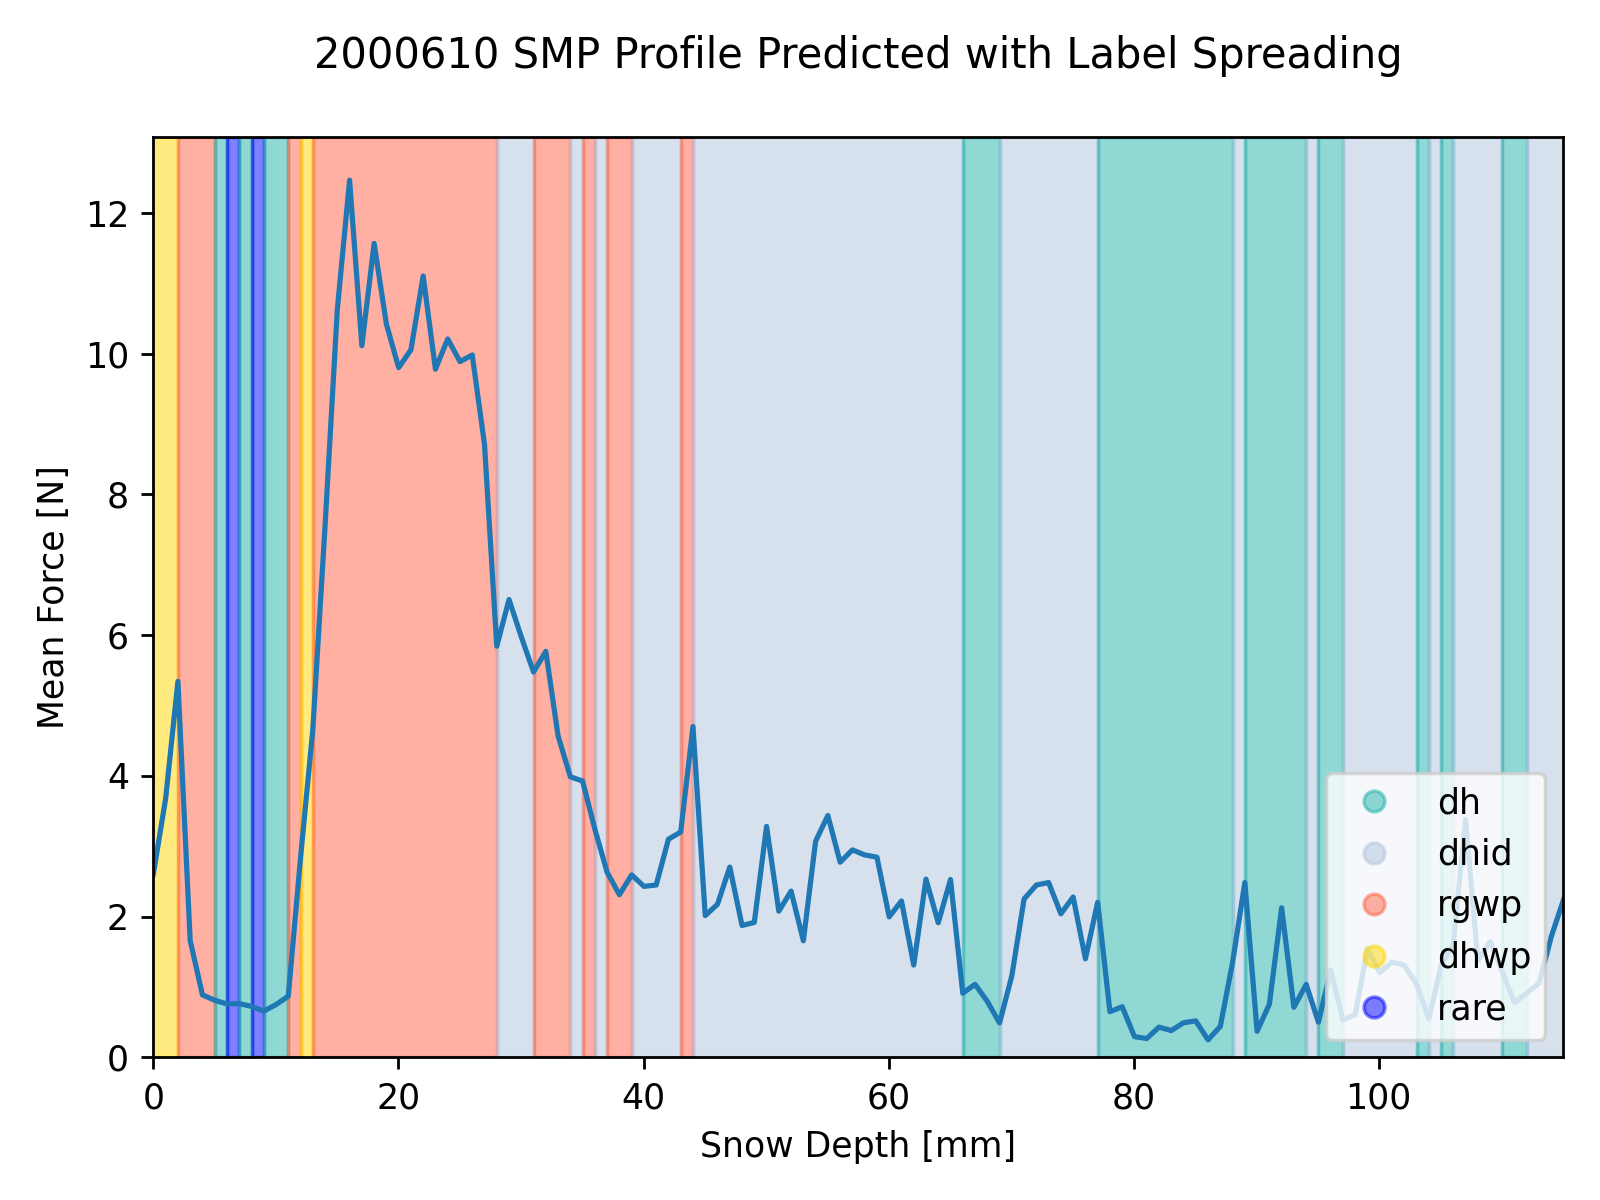 2000610 SMP Profile Predicted with Label Spreading
12
10
8
6
4
2
0
Mean Force [N]
dh
dhid
rgwp
dhwp
rare
0 20 40 60 80 100
Snow Depth [mm]